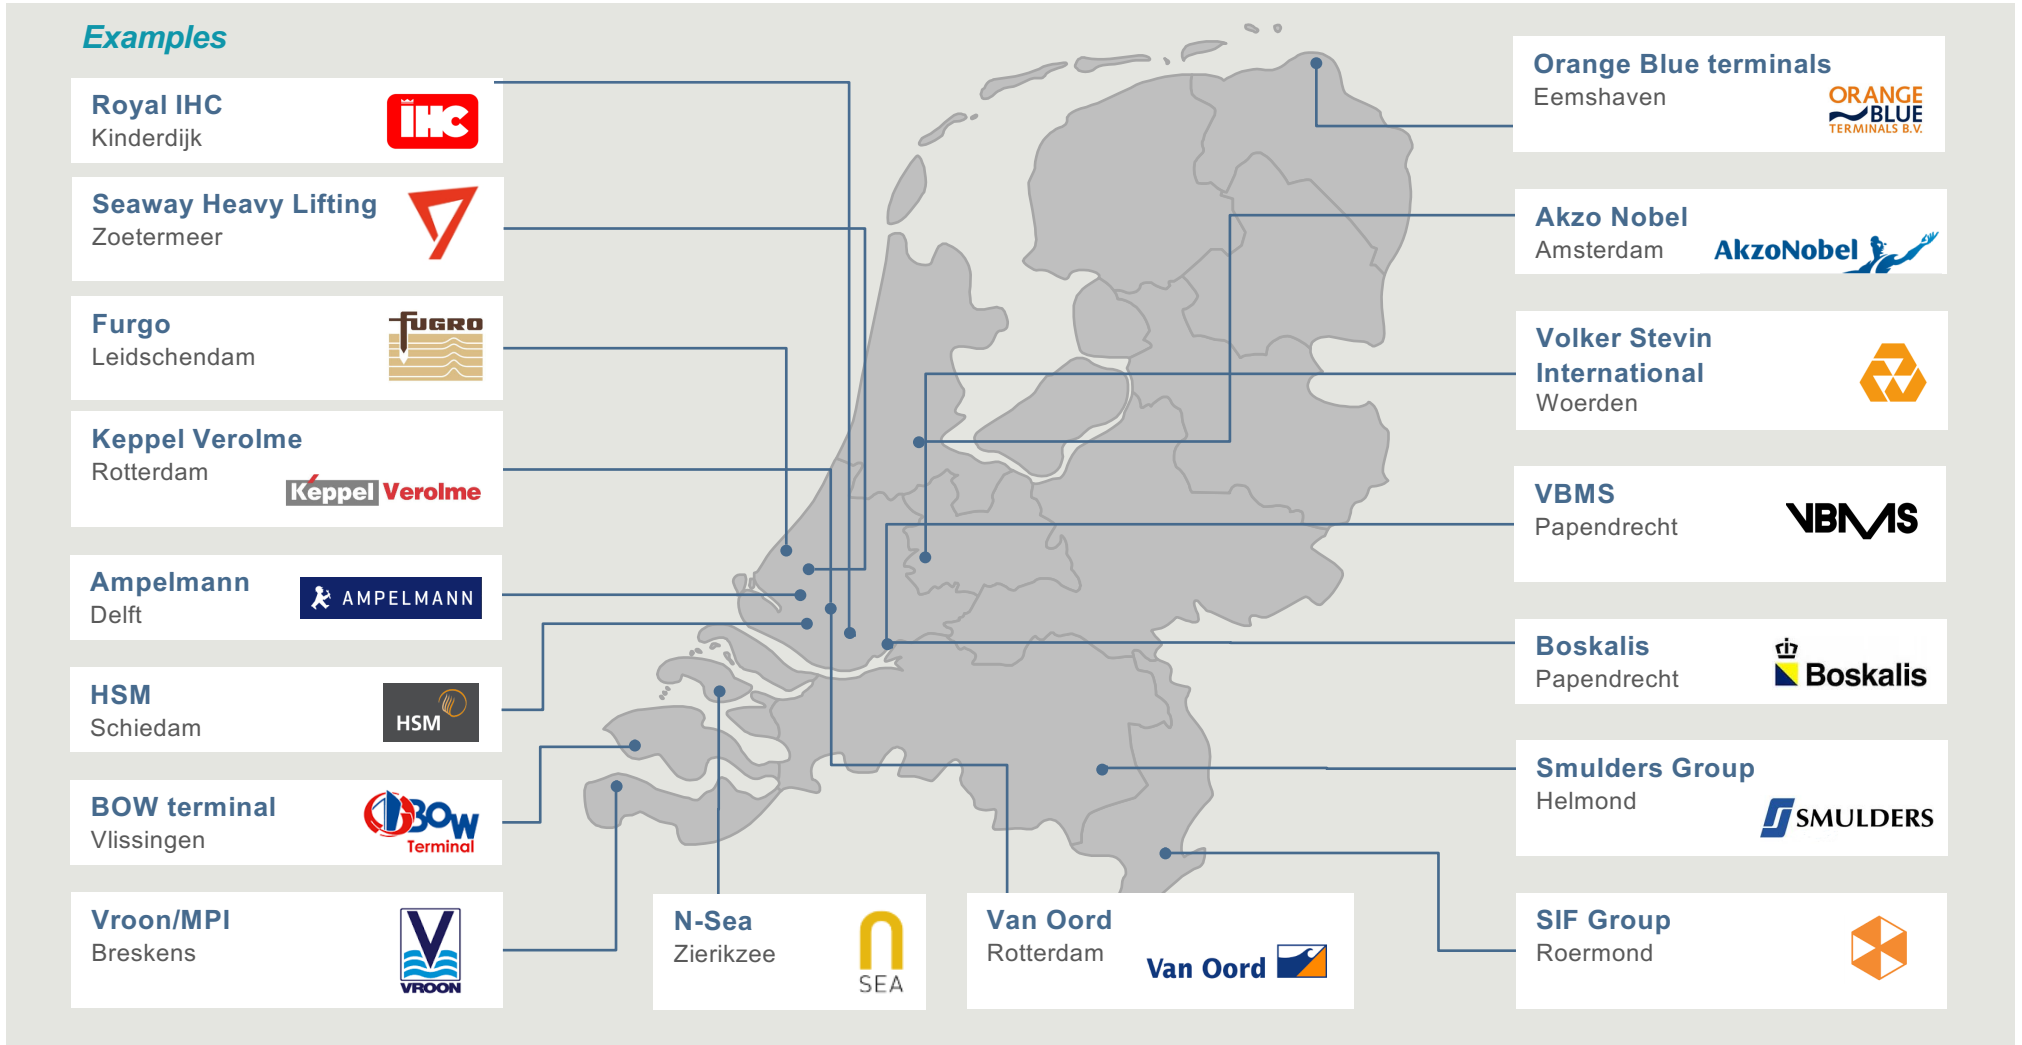 Examples
Royal IHC
Kinderdijk
IHC
Seaway Heavy Lifting
Zoetermeer
Furgo
Leidschendam
FUGRO
Keppel Verolme
Rotterdam
Keppel Verolme
Ampelmann
Delft
AMPELMANN
HSM
Schiedam
HSM
BOW terminal
Vlissingen
BOW
Terminal
Vroon/MPI
Breskens
V
VROON
N-Sea
Zierikzee
n
SEA
Van Oord
Rotterdam
Van Oord
Orange Blue terminals
Eemshaven
ORANGE
BLUE
TERMINALS B.V.
Akzo Nobel
Amsterdam
AkzoNobel
Volker Stevin
International
Woerden
VBMS
Papendrecht
VBMS
Boskalis
Papendrecht
Boskalis
Smulders Group
Helmond
SMULDERS
SIF Group
Roermond